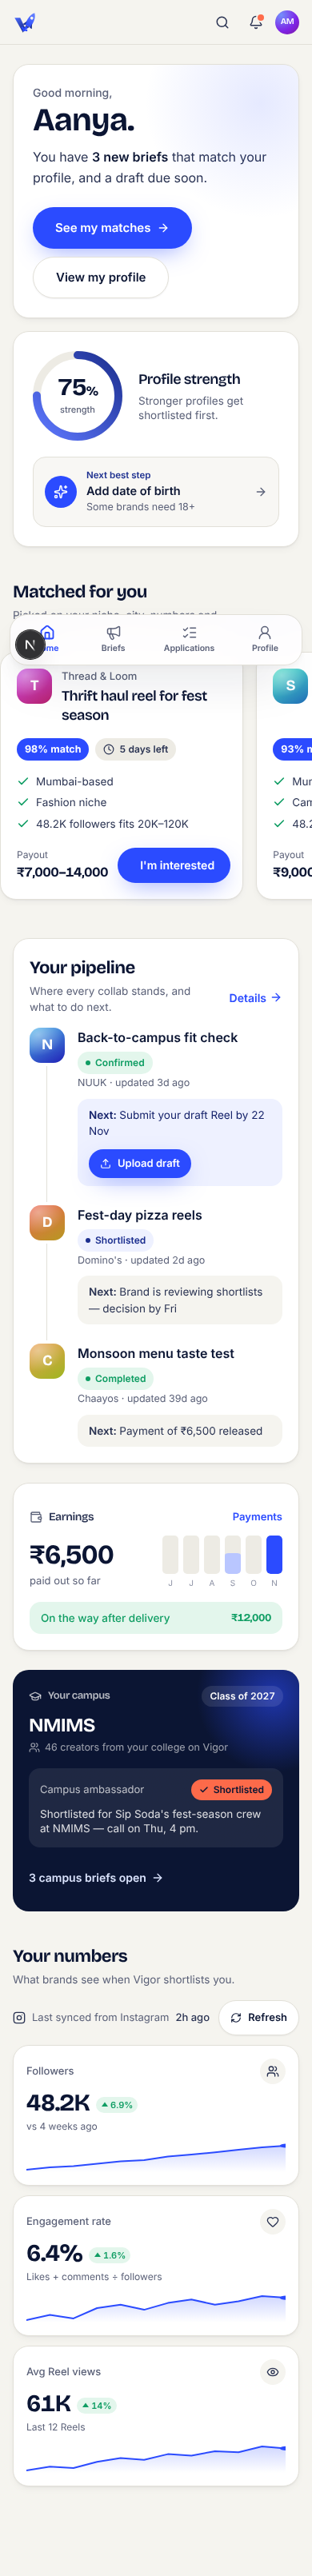 AM
Good morning,
Aanya.
You have 3 new briefs that match your
profile, and a draft due soon.
See my matches
View my profile
75%
strength
Profile strength
Stronger profiles get
shortlisted first.
Next best step
Add date of birth
Some brands need 18+
Matched for you
N
Briefs
Applications
Profile
T
Thrift & Loom
Thrift haul reel for fest
season
98% match
5 days left
Mumbai-based
Fashion niche
48.2K followers fits 20K–120K
Payout
₹7,000–14,000
I'm interested
S
93%
Payout
Your pipeline
Where every collab stands, and
what to do next.
Details
N
Back-to-campus fit check
Confirmed
NUUK · updated 3d ago
Next: Submit your draft Reel by 22
Nov
Upload draft
D
Fest-day pizza reels
Shortlisted
Domino's · updated 2d ago
Next: Brand is reviewing shortlists
— decision by Fri
C
Monsoon menu taste test
Completed
Chaayos · updated 39d ago
Next: Payment of ₹6,500 released
Earnings
Payments
₹6,500
paid out so far
J J A S O N
On the way after delivery
₹12,000
Your campus
Class of 2027
NMIMS
46 creators from your college on Vigor
Campus ambassador
Shortlisted
Shortlisted for Sip Soda's fest-season crew
at NMIMS — call on Thu, 4 pm.
3 campus briefs open
Your numbers
What brands see when Vigor shortlists you.
Last synced from Instagram 2h ago
Refresh
Followers
48.2K
6.9%
vs 4 weeks ago
Engagement rate
6.4%
1.6%
Likes + comments ÷ followers
Avg Reel views
61K
14%
Last 12 Reels